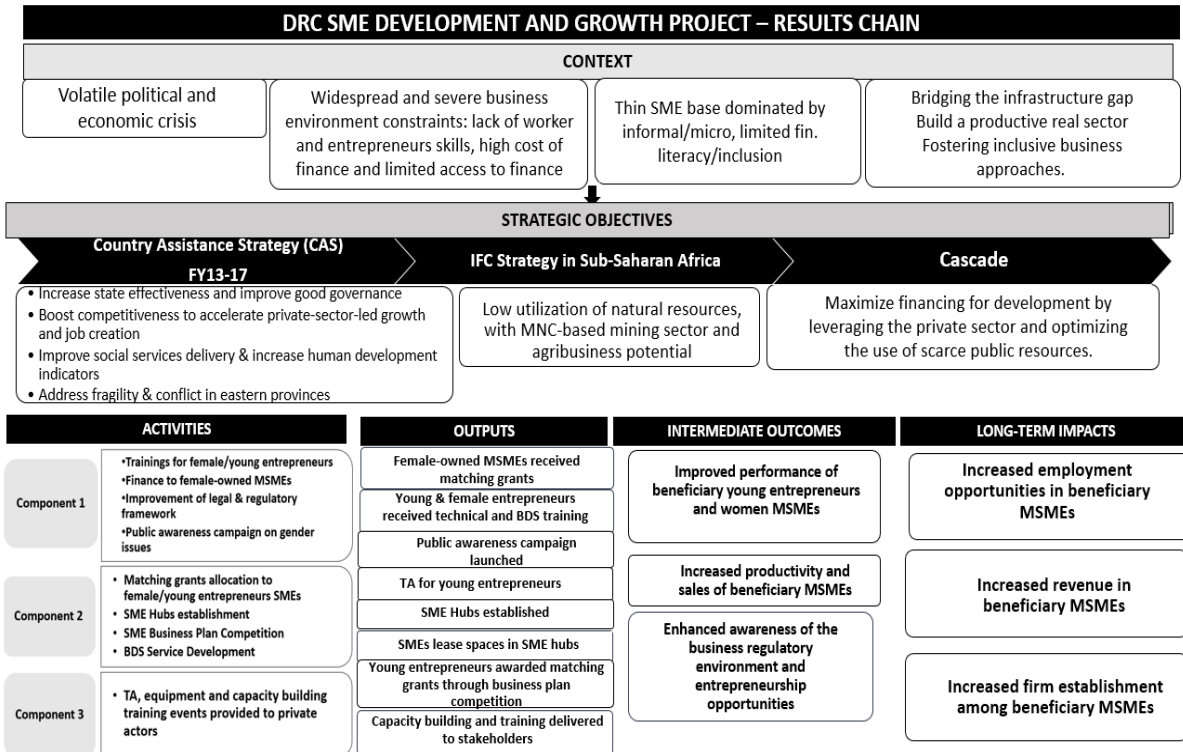 DRC SME DEVELOPMENT AND GROWTH PROJECT – RESULTS CHAIN
CONTEXT
Volatile political and
economic crisis
Widespread and severe business
environment constraints: lack of worker
and entrepreneurs skills, high cost of
finance and limited access to finance
Thin SME base dominated by
informal/micro, limited fin.
literacy/inclusion
Bridging the infrastructure gap
Build a productive real sector
Fostering inclusive business
approaches.
STRATEGIC OBJECTIVES
Country Assistance Strategy (CAS)
FY13-17
IFC Strategy in Sub-Saharan Africa
Cascade
• Increase state effectiveness and improve good governance
• Boost competitiveness to accelerate private-sector-led growth
and job creation
• Improve social services delivery & increase human development
indicators
• Address fragility & conflict in eastern provinces
Low utilization of natural resources,
with MNC-based mining sector and
agribusiness potential
Maximize financing for development by
leveraging the private sector and optimizing
the use of scarce public resources.
ACTIVITIES
Component 1
•Trainings for female/young entrepreneurs
•Finance to female-owned MSMEs
•Improvement of legal & regulatory
framework
•Public awareness campaign on gender
issues
Component 2
• Matching grants allocation to
female/young entrepreneurs SMEs
• SME Hubs establishment
• SME Business Plan Competition
• BDS Service Development
Component 3
• TA, equipment and capacity building
training events provided to private
actors
OUTPUTS
Female-owned MSMEs received
matching grants
Young & female entrepreneurs
received technical and BDS training
Public awareness campaign
launched
TA for young entrepreneurs
SME Hubs established
SMEs lease spaces in SME hubs
Young entrepreneurs awarded matching
grants through business plan
competition
Capacity building and training delivered
to stakeholders
INTERMEDIATE OUTCOMES
Improved performance of
beneficiary young entrepreneurs
and women MSMEs
Increased productivity and
sales of beneficiary MSMEs
Enhanced awareness of the
business regulatory
environment and
entrepreneurship
opportunities
LONG-TERM IMPACTS
Increased employment
opportunities in beneficiary
MSMEs
Increased revenue in
beneficiary MSMEs
Increased firm establishment
among beneficiary MSMEs